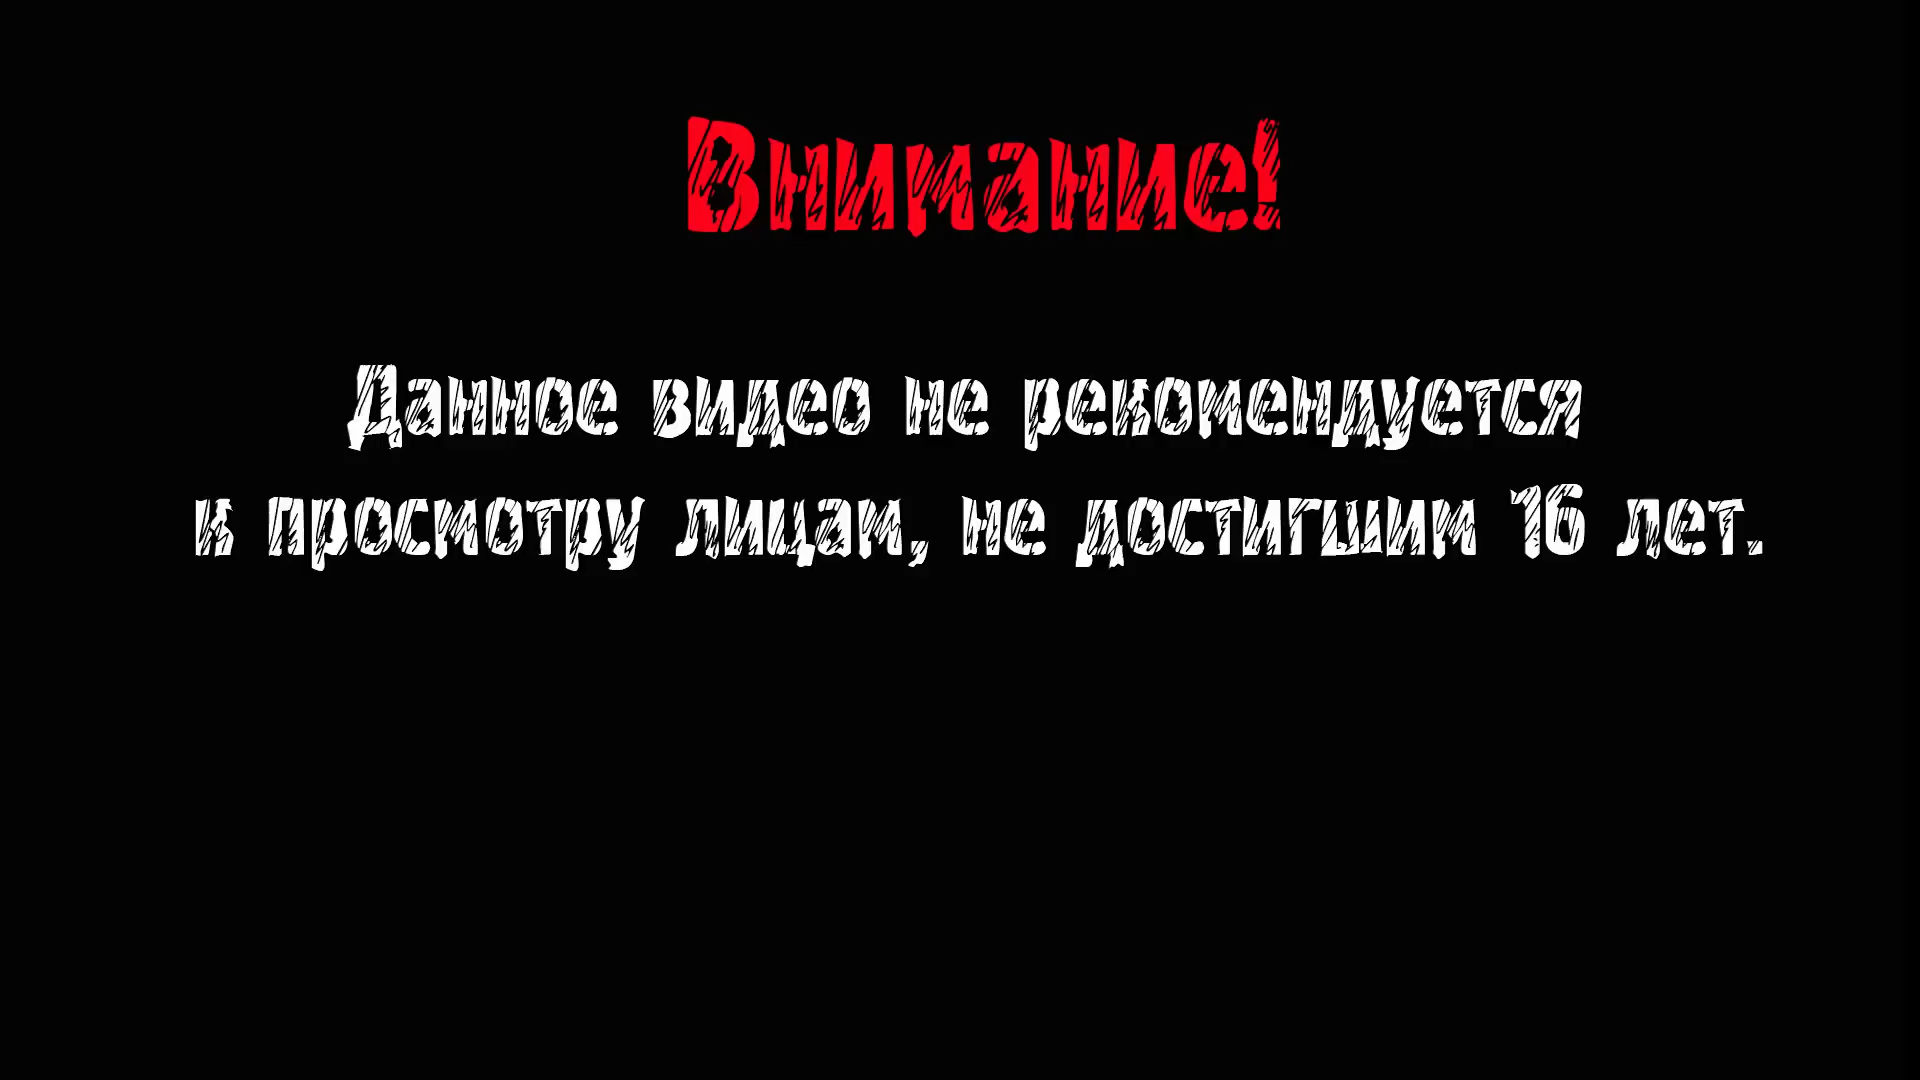 Внимание!
Данное видео не рекомендуется
к просмотру лицам, не достигшим 16 лет.